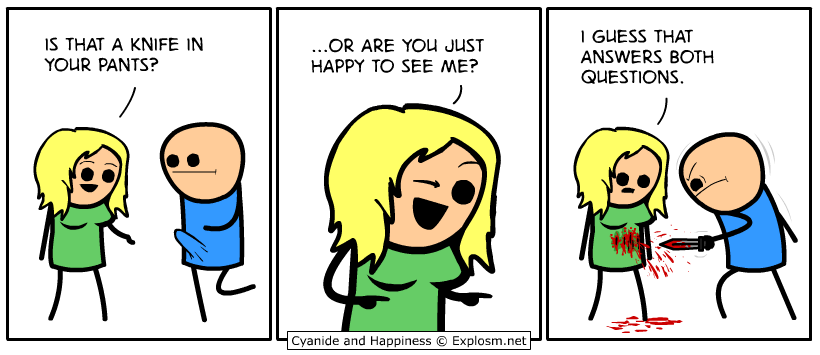 IS THAT A KNIFE IN
YOUR PANTS?
...OR ARE YOU JUST
HAPPY TO SEE ME?
I GUESS THAT
ANSWERS BOTH
QUESTIONS.
Cyanide and Happiness © Explosm.net